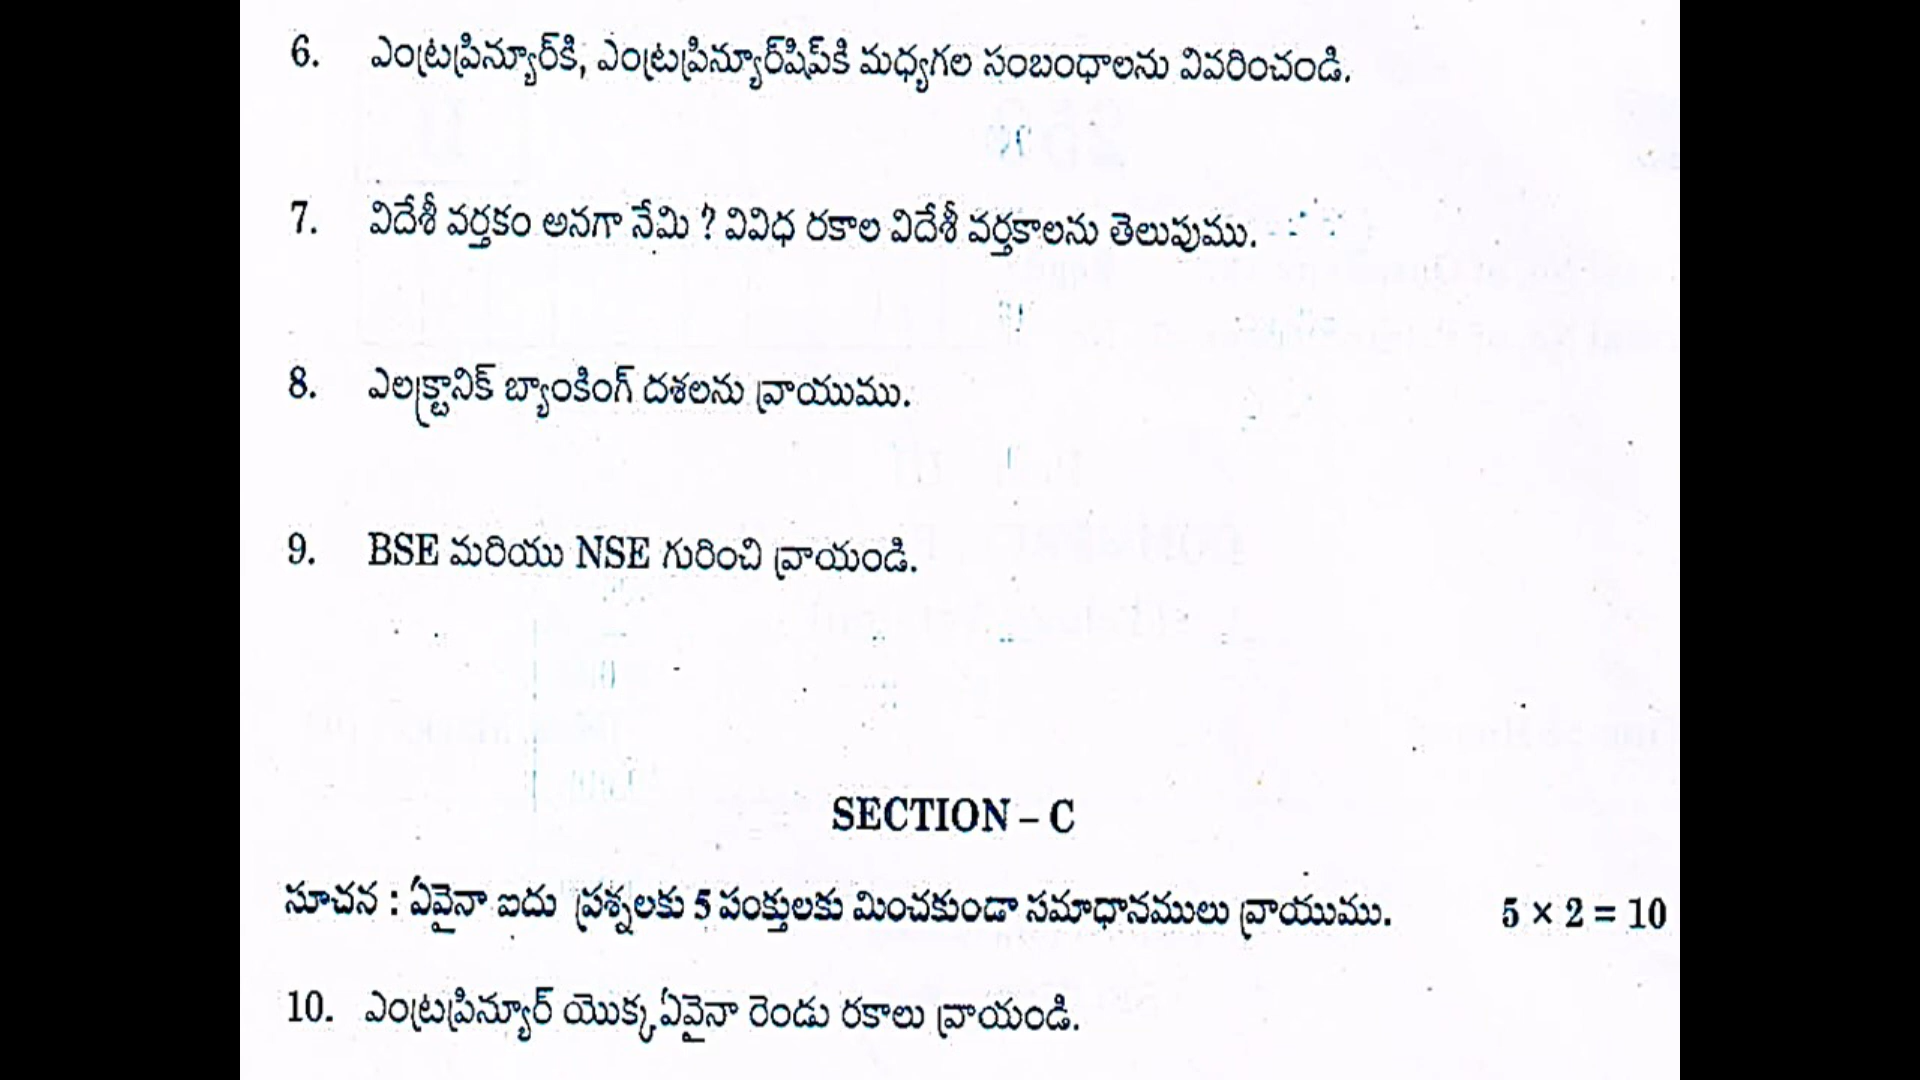 6. ఎంట్రప్రిన్యూర్‌కి, ఎంట్రప్రిన్యూర్‌షిప్‌కి మధ్యగల సంబంధాలను వివరించండి.
7. విదేశీ వర్తకం అనగా నేమి ? వివిధ రకాల విదేశీ వర్తకాలను తెలుపుము.
8. ఎలక్ట్రానిక్ బ్యాంకింగ్ దశలను వ్రాయుము.
9. BSE మరియు NSE గురించి వ్రాయండి.
SECTION – C
సూచన : ఏవైనా ఐదు ప్రశ్నలకు 5 పంక్తులకు మించకుండా సమాధానములు వ్రాయుము. 5 × 2 = 10
10. ఎంట్రప్రిన్యూర్ యొక్క ఏవైనా రెండు రకాలు వ్రాయండి.